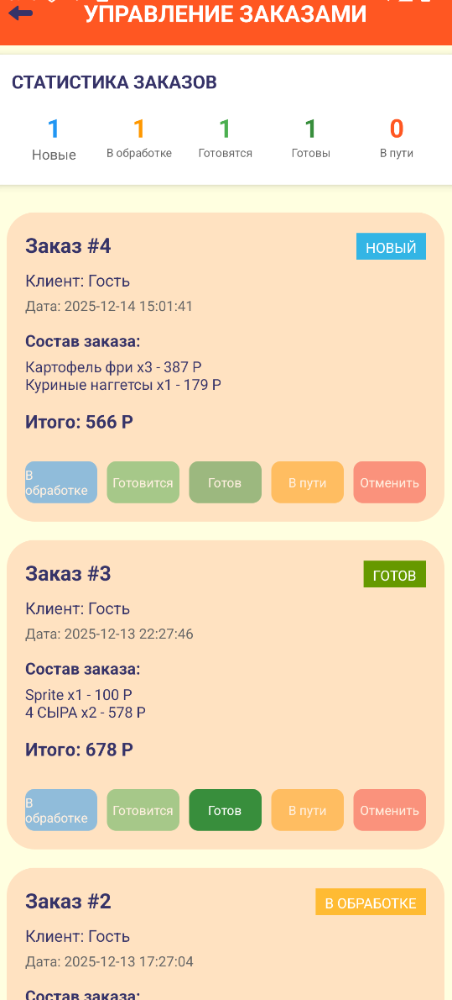 УПРАВЛЕНИЕ ЗАКАЗАМИ
СТАТИСТИКА ЗАКАЗОВ
1 1 1 1 0
Новые В обработке Готовятся Готовы В пути
Заказ #4 НОВЫЙ
Клиент: Гость
Дата: 2025-12-14 15:01:41
Состав заказа:
Картофель фри x3 - 387 Р
Куриные наггетсы x1 - 179 Р
Итого: 566 Р
В
обработке Готовится Готов В пути Отменить
Заказ #3 ГОТОВ
Клиент: Гость
Дата: 2025-12-13 22:27:46
Состав заказа:
Sprite x1 - 100 Р
4 СЫРА x2 - 578 Р
Итого: 678 Р
В
обработке Готовится Готов В пути Отменить
Заказ #2 В ОБРАБОТКЕ
Клиент: Гость
Дата: 2025-12-13 17:27:04
Состав заказа: